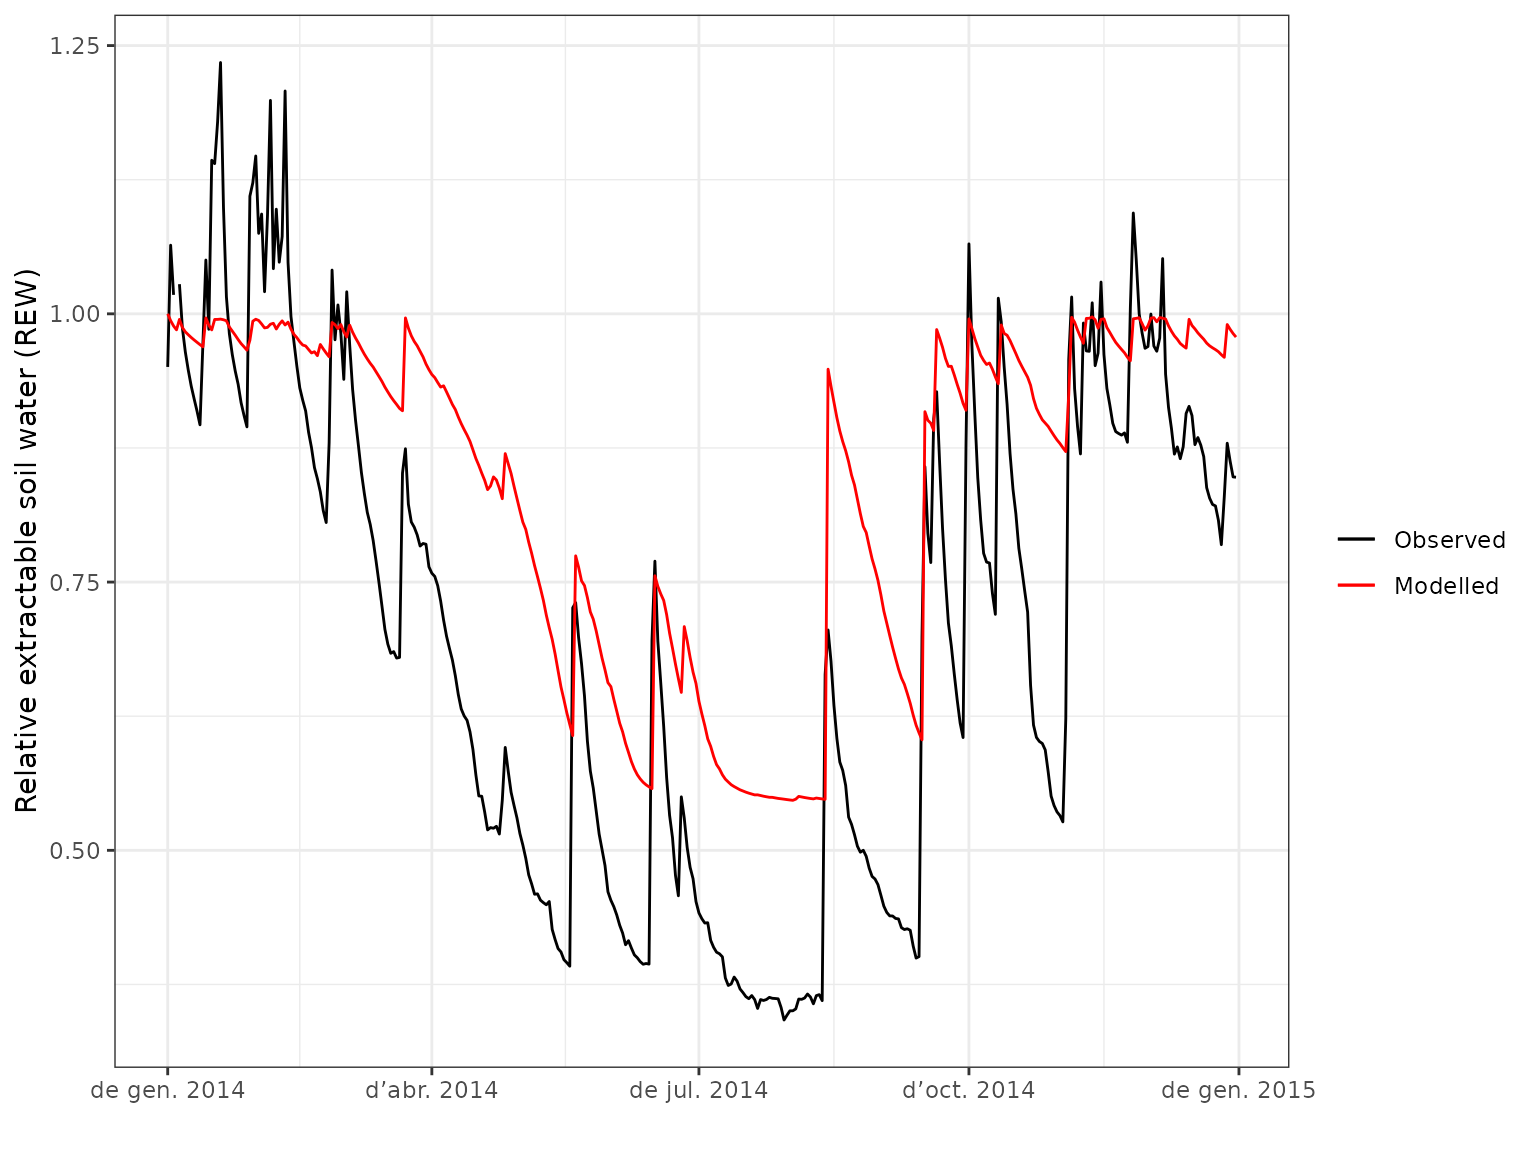 Relative extractable soil water (REW)
1.25
1.00
0.75
0.50
de gen. 2014
d’abr. 2014
de jul. 2014
d’oct. 2014
de gen. 2015
Observed
Modelled